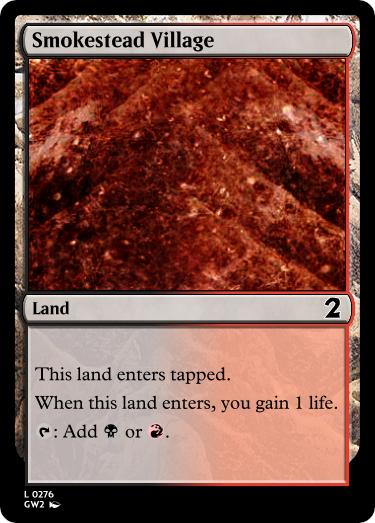 Smokestead Village
Land
2
This land enters tapped.
When this land enters, you gain 1 life.
: Add or .
L 0276
GW2